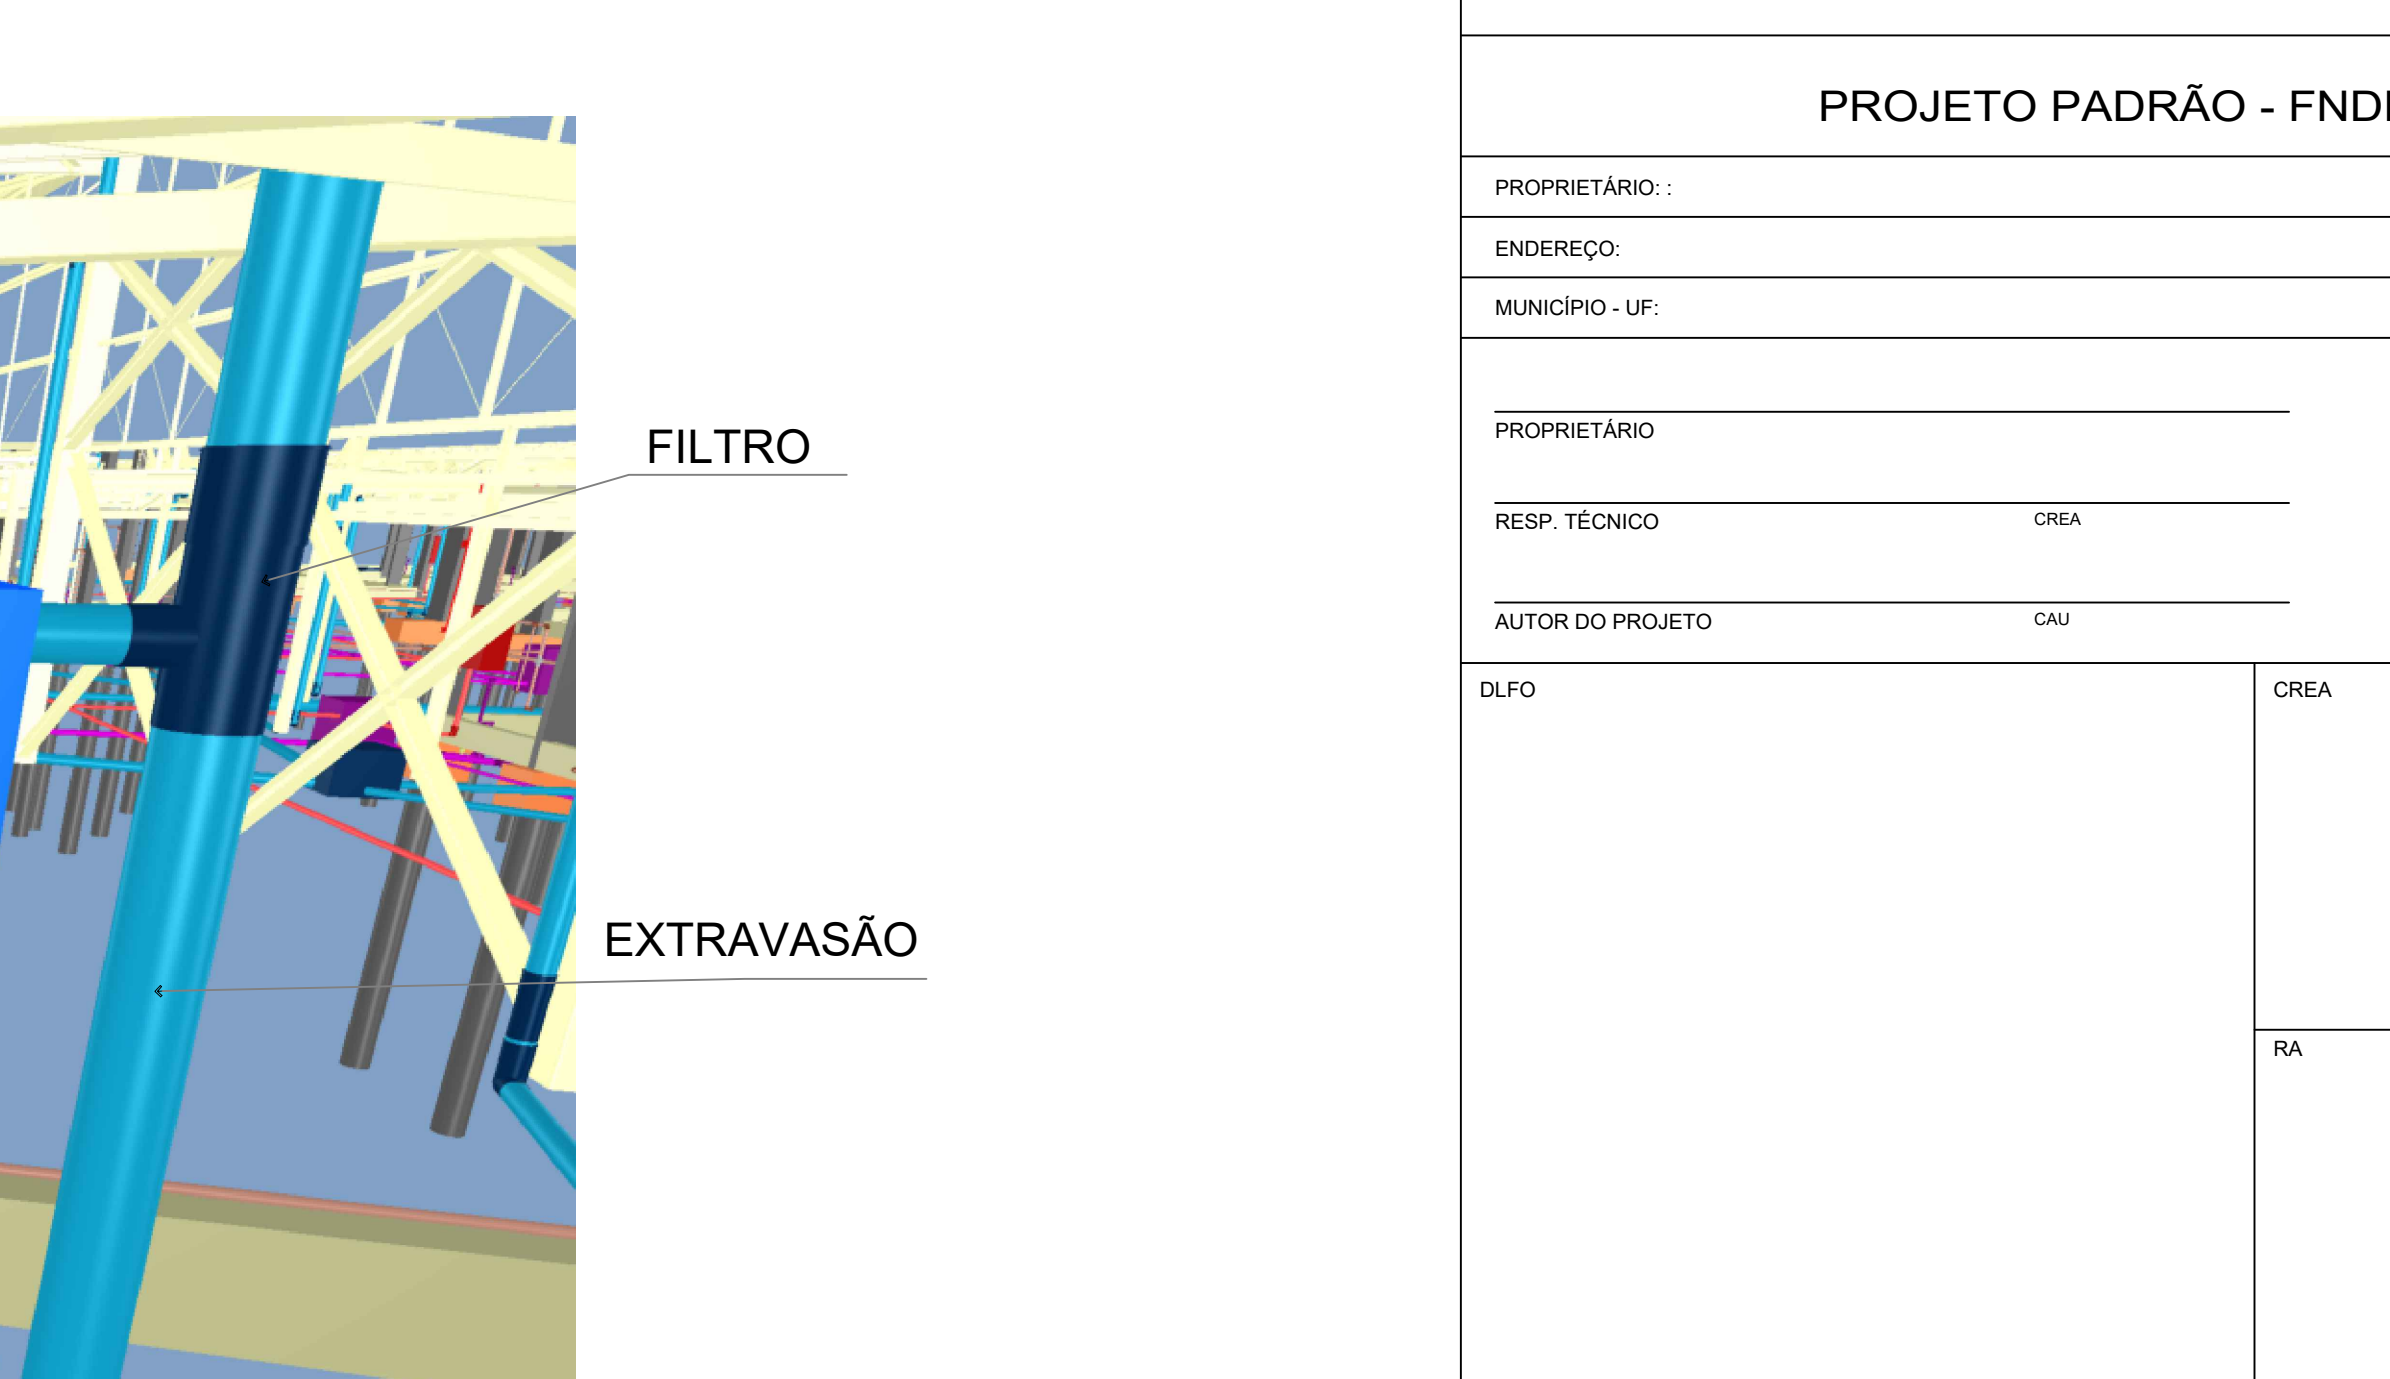 FILTRO
EXTRAVASÃO
PROJETO PADRÃO - FND
PROPRIETÁRIO: :
ENDEREÇO:
MUNICÍPIO - UF:
PROPRIETÁRIO
RESP. TÉCNICO CREA
AUTOR DO PROJETO CAU
DLFO
CREA
RA